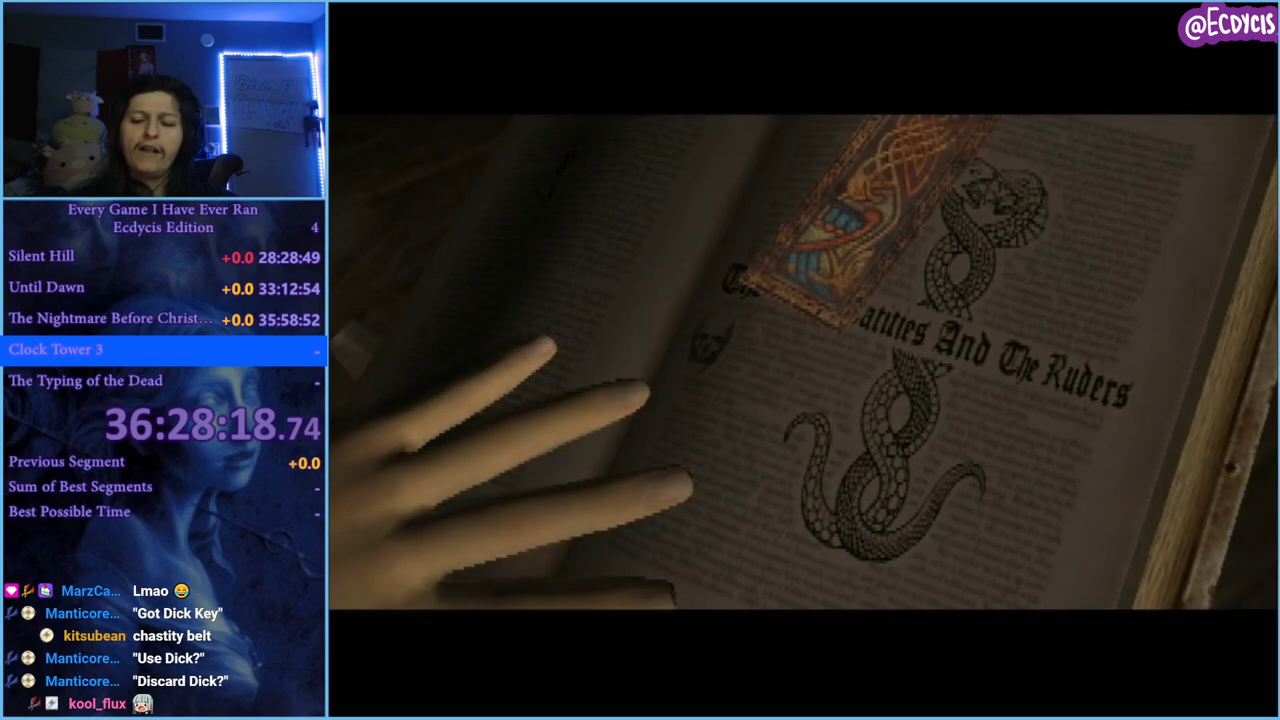 @ECDYCIS
Every Game I Have Ever Ran
Ecdycis Edition 4
Silent Hill +0.0 28:28:49
Until Dawn +0.0 33:12:54
The Nightmare Before Christ... +0.0 35:58:52
Clock Tower 3 -
The Typing of the Dead -
36:28:18.74
Previous Segment +0.0
Sum of Best Segments -
Best Possible Time -
MarzCa... Lmao 😂
Manticore... "Got Dick Key"
kitsubean chastity belt
Manticore... "Use Dick?"
Manticore... "Discard Dick?"
kool_flux
And The Ruders